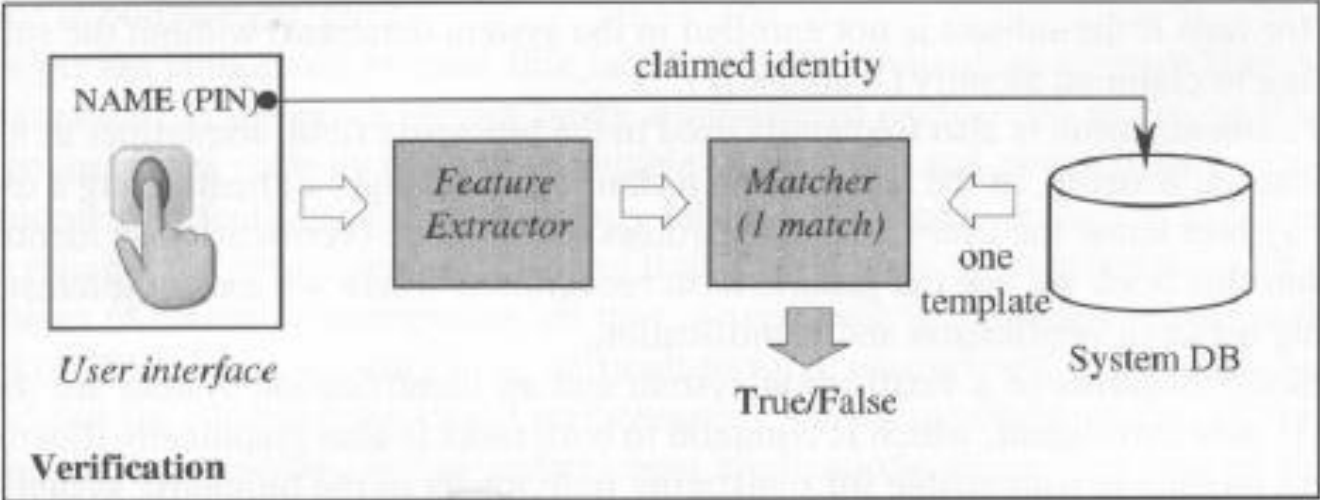 claimed identity
NAME (PIN)
Feature
Extractor
Matcher
(1 match)
one
template
System DB
User interface
True/False
Verification